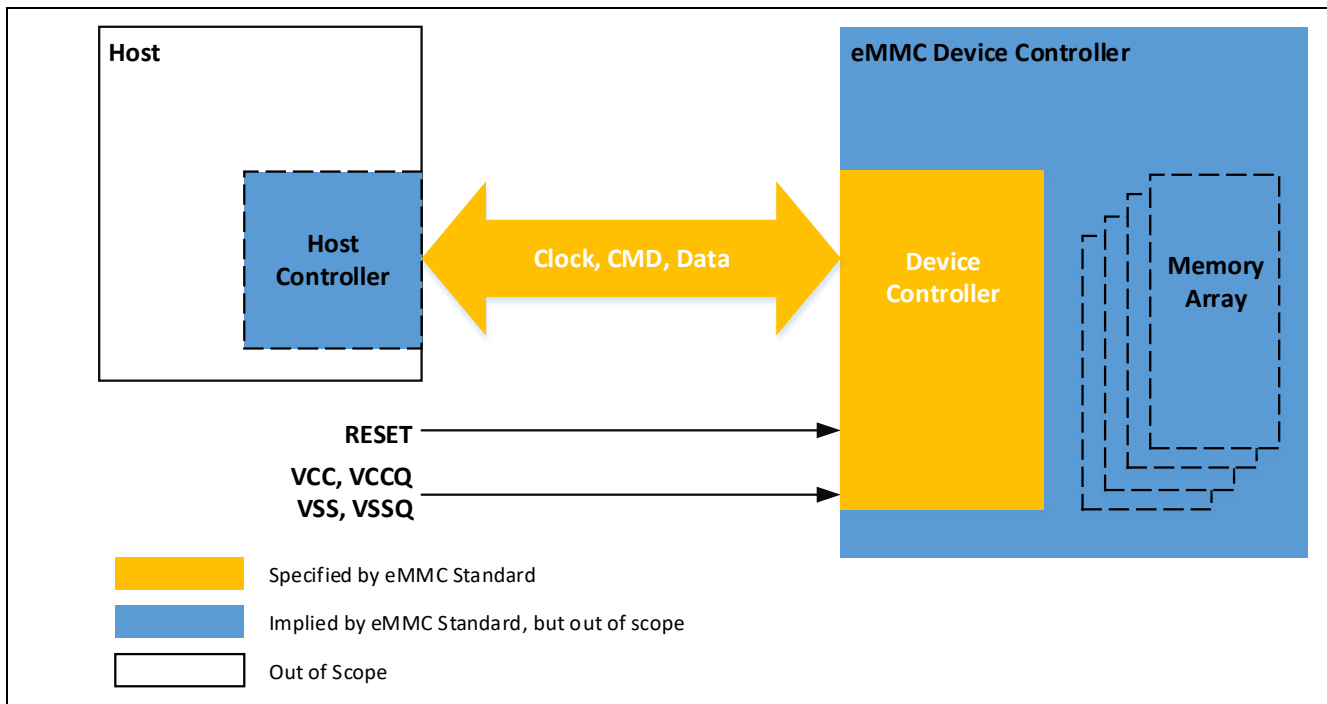 Host
eMMC Device Controller
Host
Controller
Clock, CMD, Data
Device
Controller
Memory
Array
RESET
VCC, VCCQ
VSS, VSSQ
Specified by eMMC Standard
Implied by eMMC Standard, but out of scope
Out of Scope